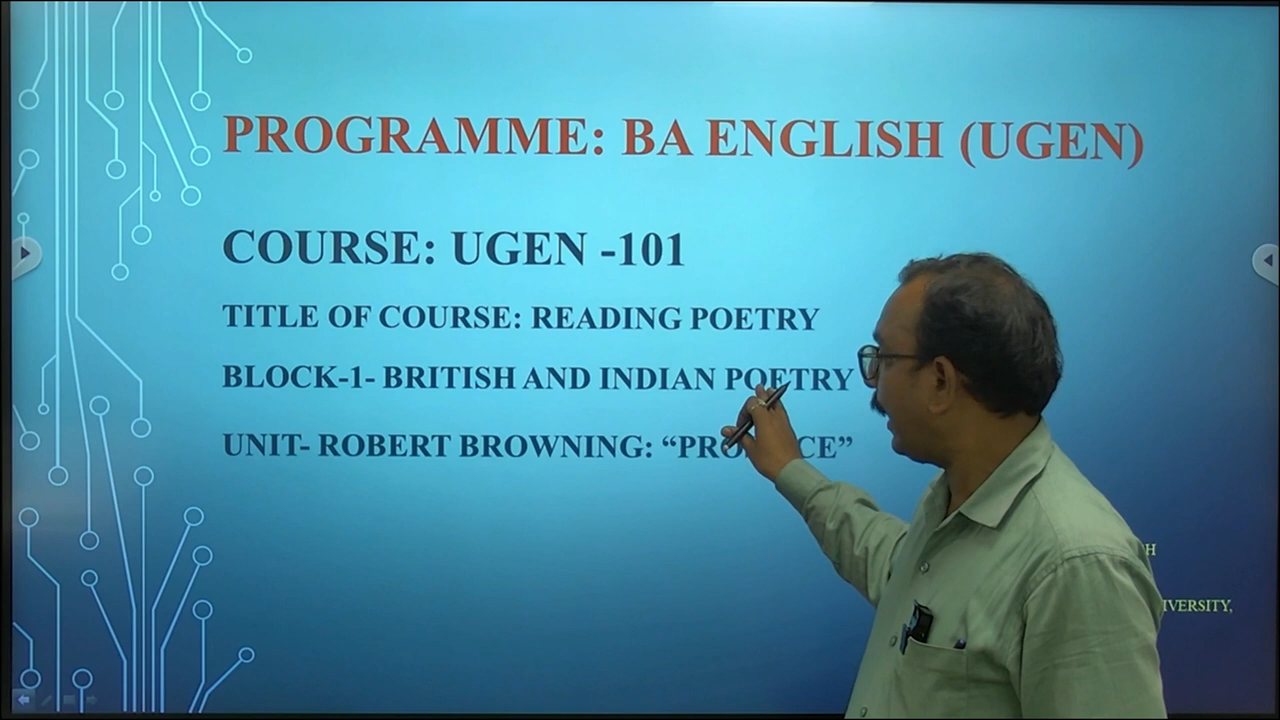 PROGRAMME: BA ENGLISH (UGEN)
COURSE: UGEN -101
TITLE OF COURSE: READING POETRY
BLOCK-1- BRITISH AND INDIAN POETRY
UNIT- ROBERT BROWNING: